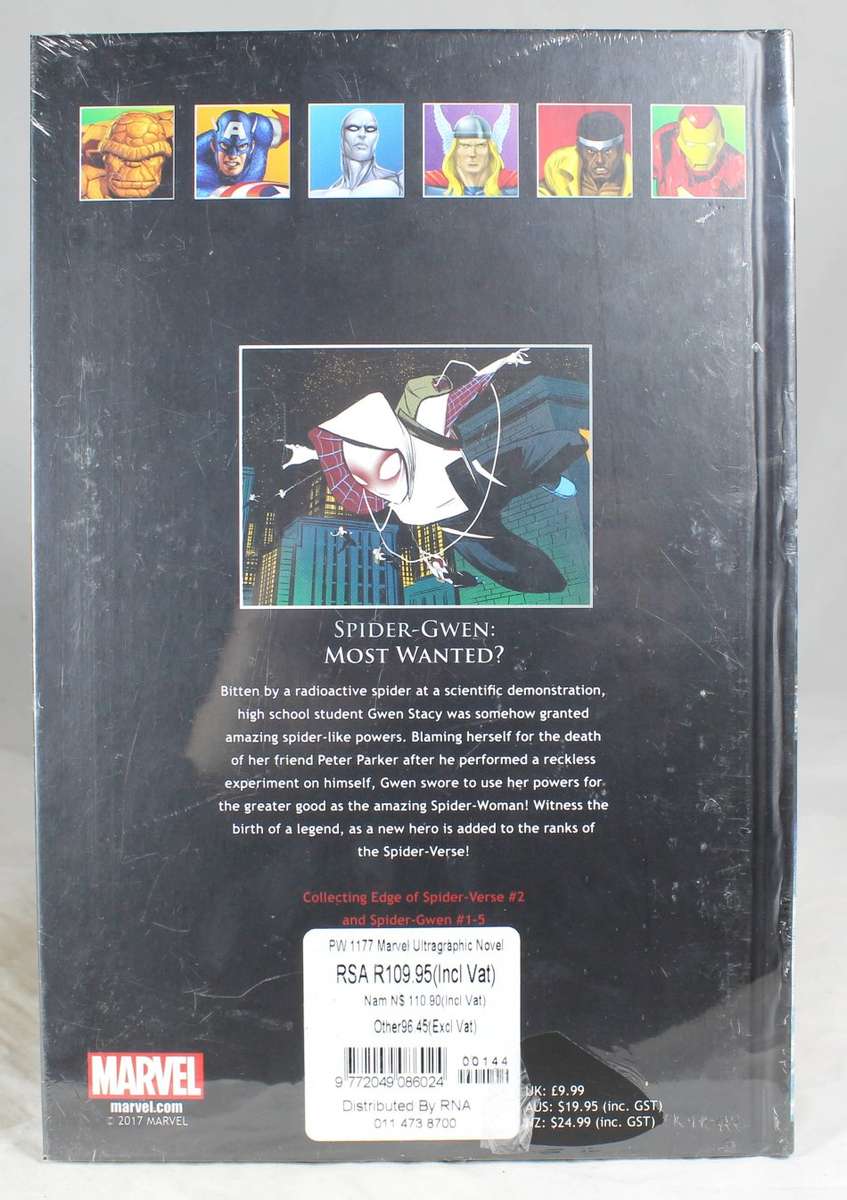 SPIDER-GWEN:
MOST WANTED?
Bitten by a radioactive spider at a scientific demonstration,
high school student Gwen Stacy was somehow granted
amazing spider-like powers. Blaming herself for the death
of her friend Peter Parker after he performed a reckless
experiment on himself, Gwen swore to use her powers for
the greater good as the amazing Spider-Woman! Witness the
birth of a legend, as a new hero is added to the ranks of
the Spider-Verse!
Collecting Edge of Spider-Verse #2
and Spider-Gwen #1-5
PW 1177 Marvel Ultragraphic Novel
RSA R109.95(Incl Vat)
Nam N$ 110.90(Incl Vat)
Other96.45(Excl Vat)
00144
9 772049 086024
Distributed By RNA
011 473 8700
MARVEL
marvel.com
© 2017 MARVEL
UK: £9.99
AUS: $19.95 (inc. GST)
NZ: $24.99 (inc. GST)